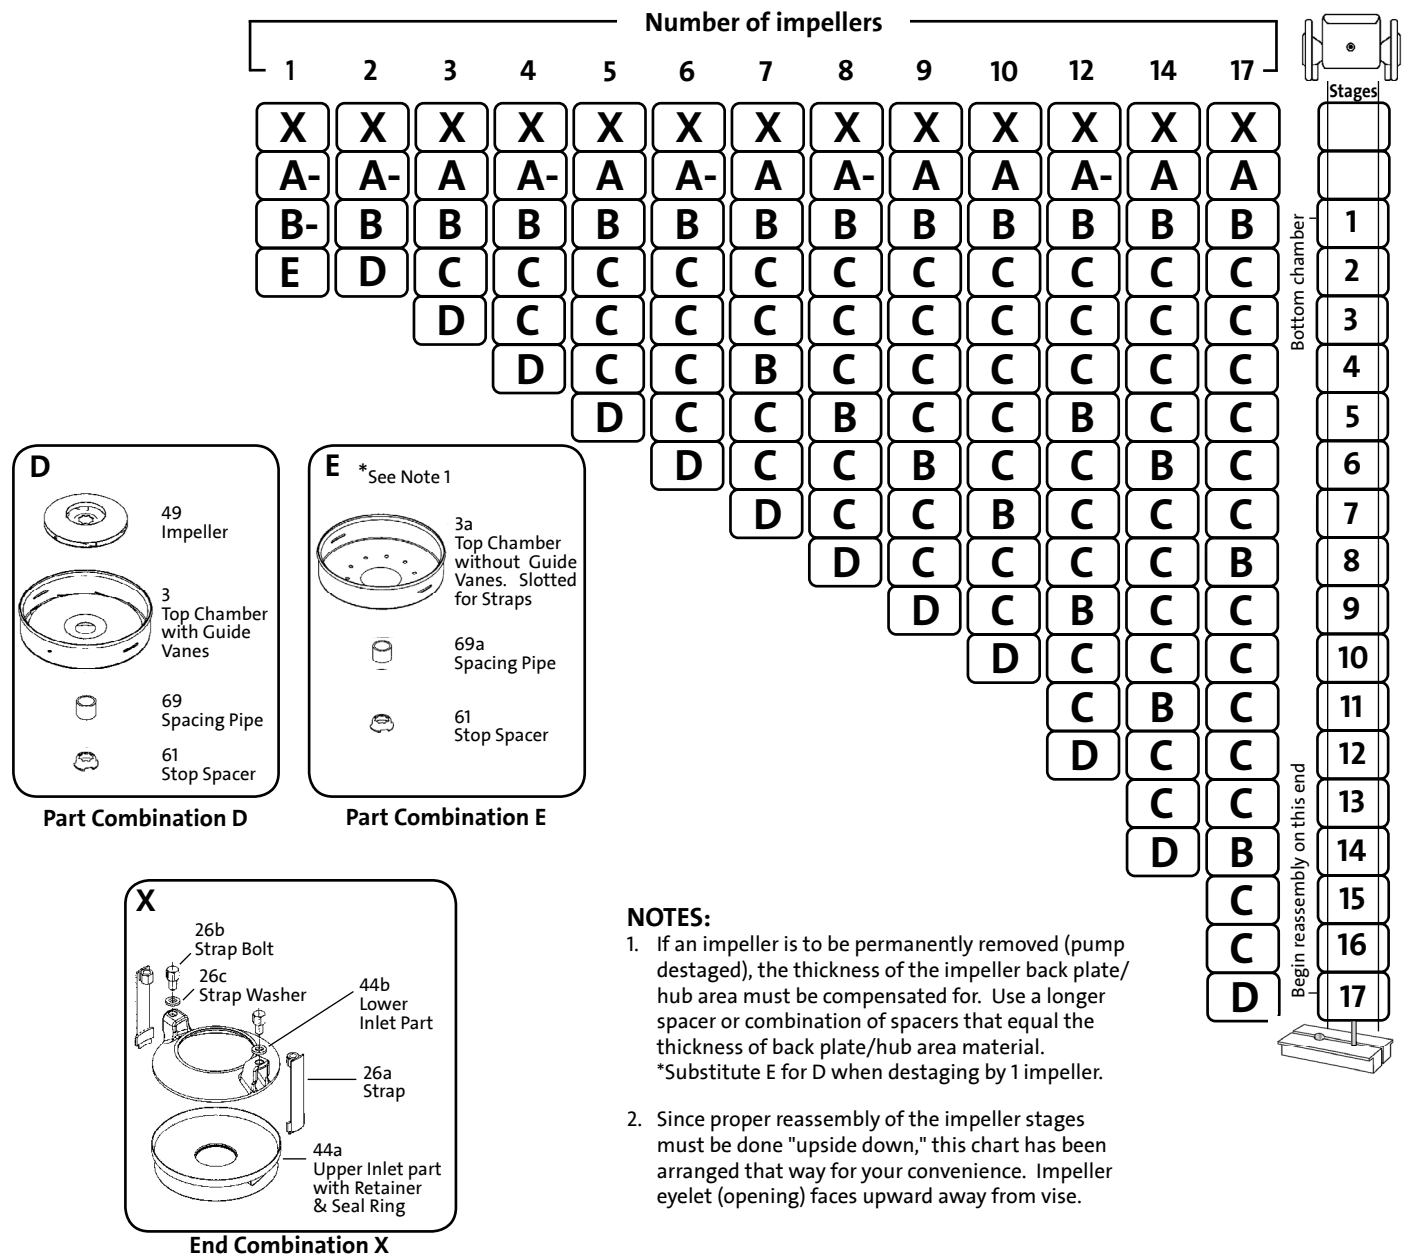 Number of impellers
1 2 3 4 5 6 7 8 9 10 12 14 17
Stages
X X X X X X X X X X X X X
A- A- A A- A A- A A- A A A- A A
B- B B B B B B B B B B B B 1
E D C C C C C C C C C C C 2
D C C C C C C C C C C 3
D C C B C C C C C C 4
D C C B C C B C C 5
D C C B C C B C 6
D C C B C C C 7
D C C C C B 8
D C B C C 9
D C C C 10
C B C 11
D C C 12
C C 13
D B 14
C 15
C 16
D 17
Bottom chamber
Begin reassembly on this end
D
49
Impeller
3
Top Chamber
with Guide
Vanes
69
Spacing Pipe
61
Stop Spacer
Part Combination D
E
*See Note 1
3a
Top Chamber
without Guide
Vanes. Slotted
for Straps
69a
Spacing Pipe
61
Stop Spacer
Part Combination E
X
26b
Strap Bolt
26c
Strap Washer
44b
Lower
Inlet Part
26a
Strap
44a
Upper Inlet part
with Retainer
& Seal Ring
End Combination X
NOTES:
1. If an impeller is to be permanently removed (pump
destaged), the thickness of the impeller back plate/
hub area must be compensated for. Use a longer
spacer or combination of spacers that equal the
thickness of back plate/hub area material.
*Substitute E for D when destaging by 1 impeller.
2. Since proper reassembly of the impeller stages
must be done "upside down," this chart has been
arranged that way for your convenience. Impeller
eyelet (opening) faces upward away from vise.